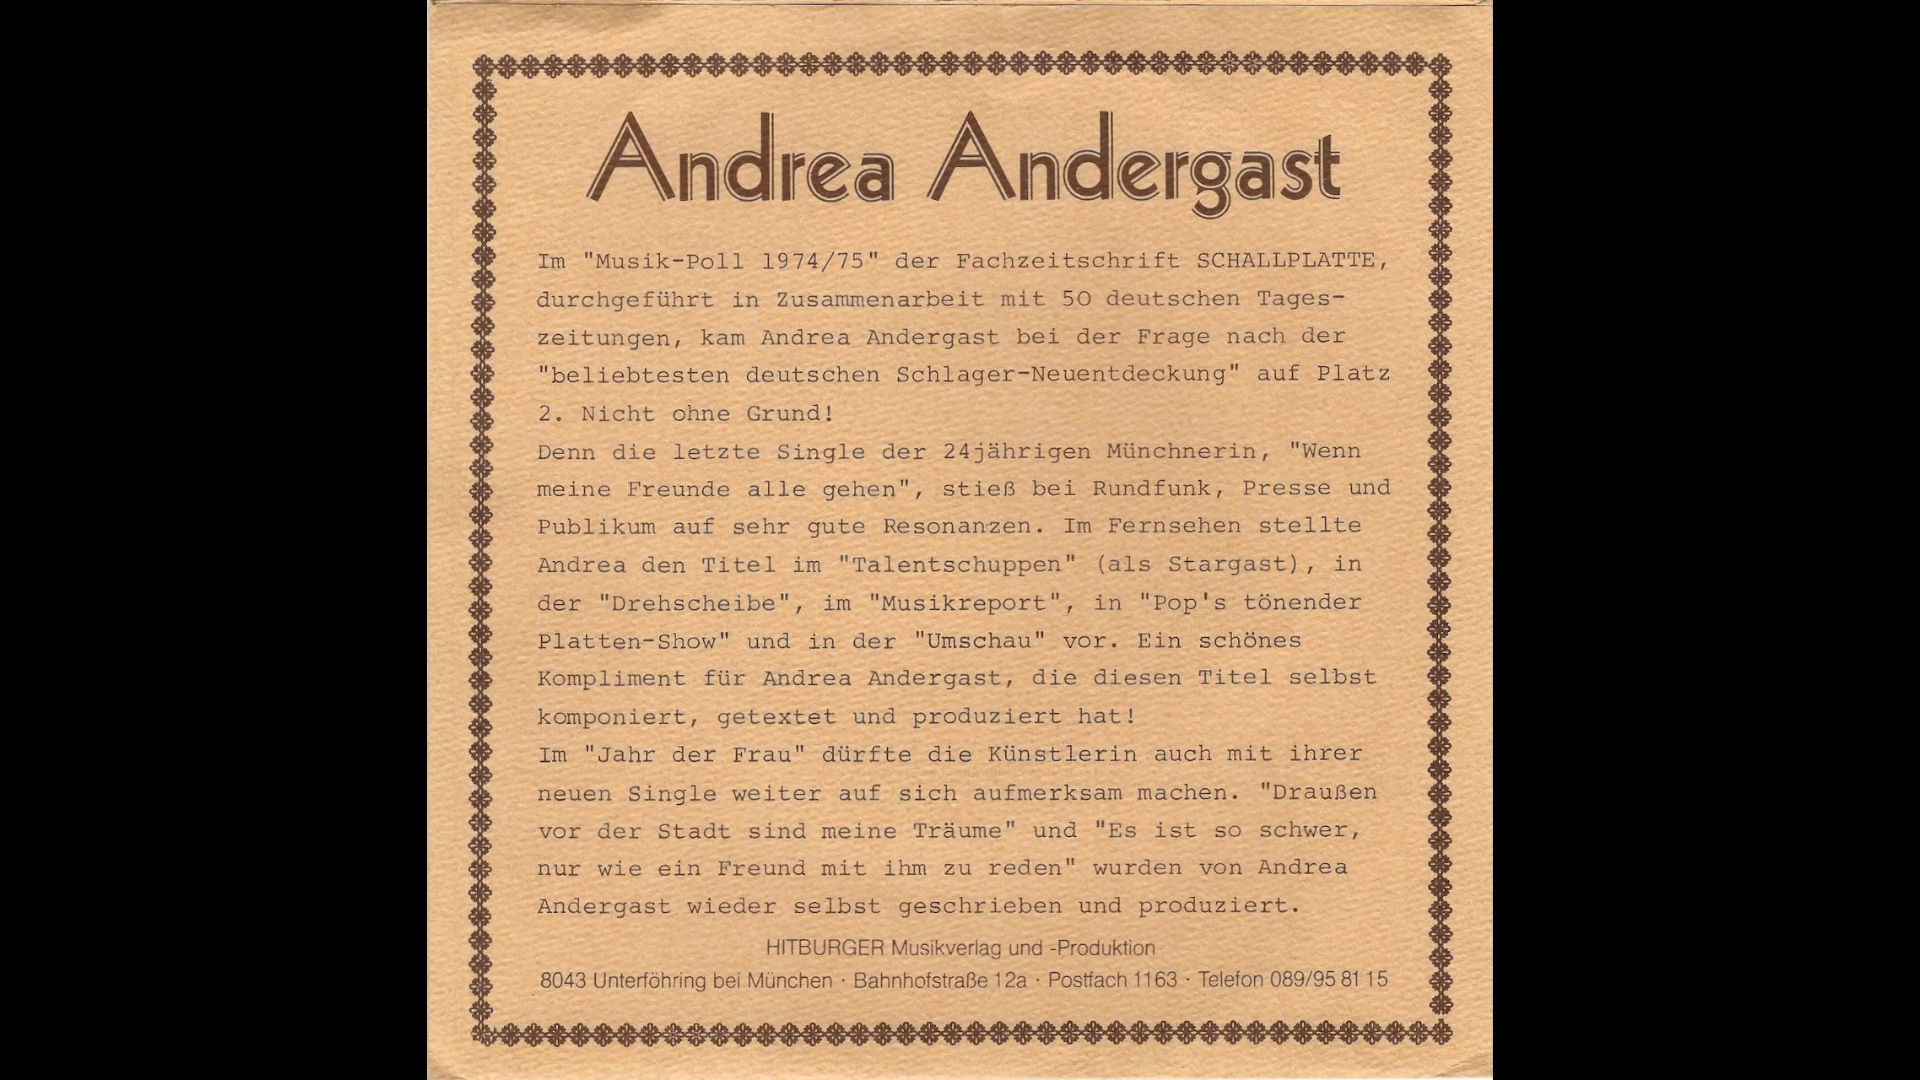 Andrea Andergast
Im "Musik-Poll 1974/75" der Fachzeitschrift SCHALLPLATTE,
durchgeführt in Zusammenarbeit mit 50 deutschen Tages-
zeitungen, kam Andrea Andergast bei der Frage nach der
"beliebtesten deutschen Schlager-Neuentdeckung" auf Platz
2. Nicht ohne Grund!
Denn die letzte Single der 24jährigen Münchnerin, "Wenn
meine Freunde alle gehen", stieß bei Rundfunk, Presse und
Publikum auf sehr gute Resonanzen. Im Fernsehen stellte
Andrea den Titel im "Talentschuppen" (als Stargast), in
der "Drehscheibe", im "Musikreport", in "Pop's tönender
Platten-Show" und in der "Umschau" vor. Ein schönes
Kompliment für Andrea Andergast, die diesen Titel selbst
komponiert, getextet und produziert hat!
Im "Jahr der Frau" dürfte die Künstlerin auch mit ihrer
neuen Single weiter auf sich aufmerksam machen. "Draußen
vor der Stadt sind meine Träume" und "Es ist so schwer,
nur wie ein Freund mit ihm zu reden" wurden von Andrea
Andergast wieder selbst geschrieben und produziert.
HITBURGER Musikverlag und -Produktion
8043 Unterföhring bei München · Bahnhofstraße 12a · Postfach 1163 · Telefon 089/95 81 15